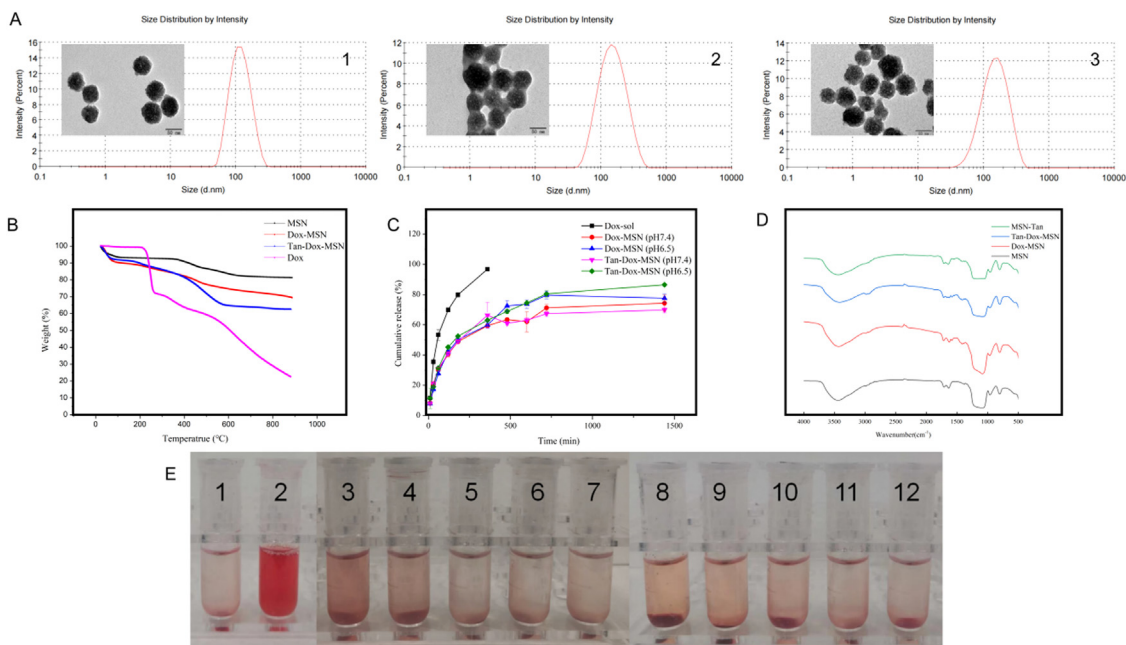 A
Size Distribution by Intensity
Intensity (Percent)
16
14
12
10
8
6
4
2
0
0.1 1 10 100 1000 10000
Size (d.nm)
1
Size Distribution by Intensity
Intensity (Percent)
12
10
8
6
4
2
0
0.1 1 10 100 1000 10000
Size (d.nm)
2
Size Distribution by Intensity
Intensity (Percent)
14
12
10
8
6
4
2
0
0.1 1 10 100 1000 10000
Size (d.nm)
3
B
MSN
Dox-MSN
Tan-Dox-MSN
Dox
Weight (%)
100
90
80
70
60
50
40
30
20
10
0
0 200 400 600 800 1000
Temperatrue (°C)
C
Dox-sol
Dox-MSN (pH7.4)
Dox-MSN (pH6.5)
Tan-Dox-MSN (pH7.4)
Tan-Dox-MSN (pH6.5)
Cumulative release (%)
120
100
80
60
40
20
0
0 500 1000 1500
Time (min)
D
MSN-Tan
Tan-Dox-MSN
Dox-MSN
MSN
4000 3500 3000 2500 2000 1500 1000 500
Wavenumber(cm-1)
E
1 2 3 4 5 6 7 8 9 10 11 12